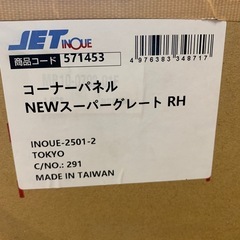 JET INOUE
商品コード 571453
4976383348717
コーナーパネル
NEWスーパーグレート RH
INOUE-2501-2
TOKYO
C/NO. 291
MADE IN TAIWAN